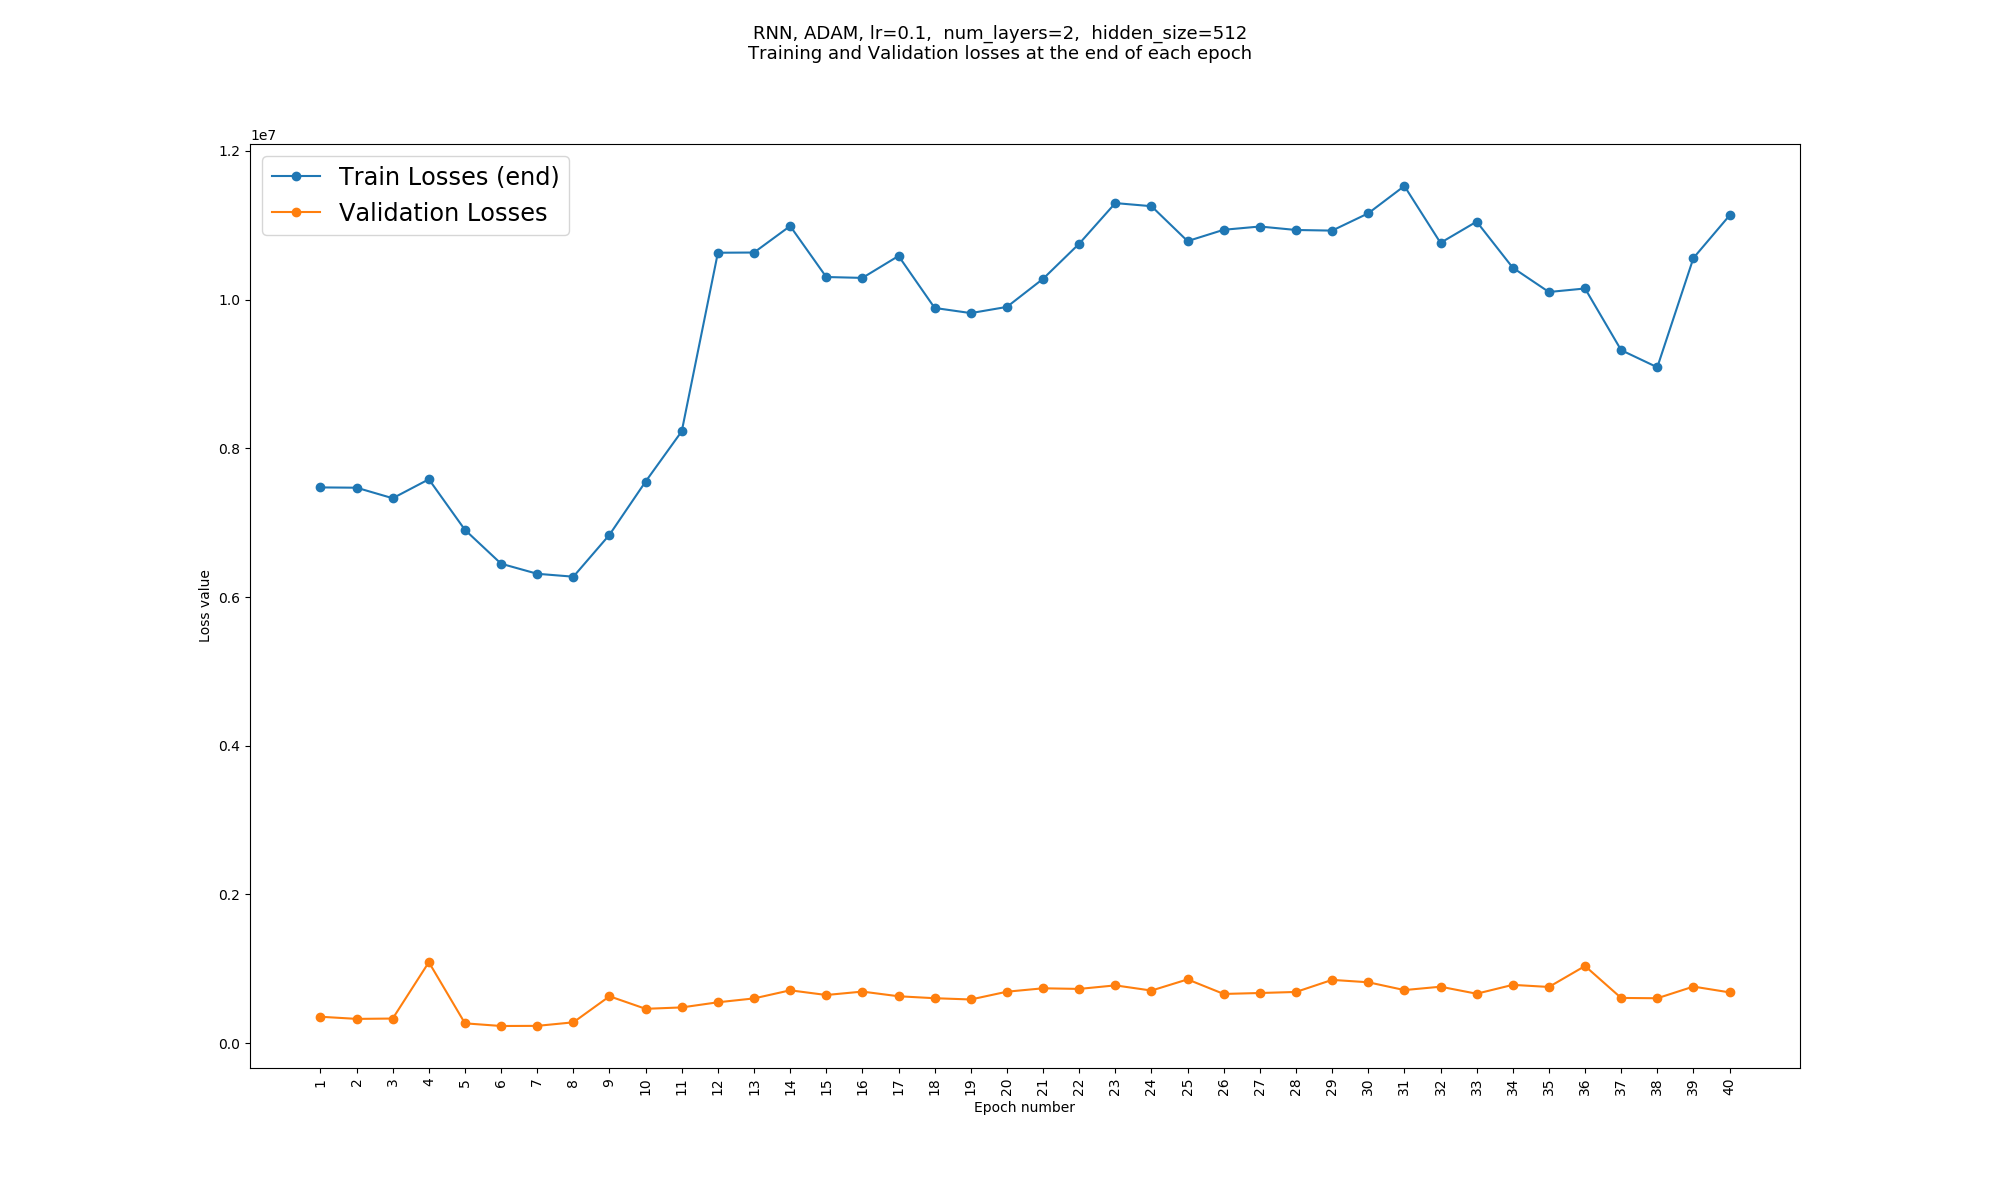 RNN, ADAM, lr=0.1,  num_layers=2,  hidden_size=512
Training and Validation losses at the end of each epoch
1e7
1.2
1.0
0.8
0.6
0.4
0.2
0.0
Loss value
Train Losses (end)
Validation Losses
1 2 3 4 5 6 7 8 9 10 11 12 13 14 15 16 17 18 19 20 21 22 23 24 25 26 27 28 29 30 31 32 33 34 35 36 37 38 39 40
Epoch number